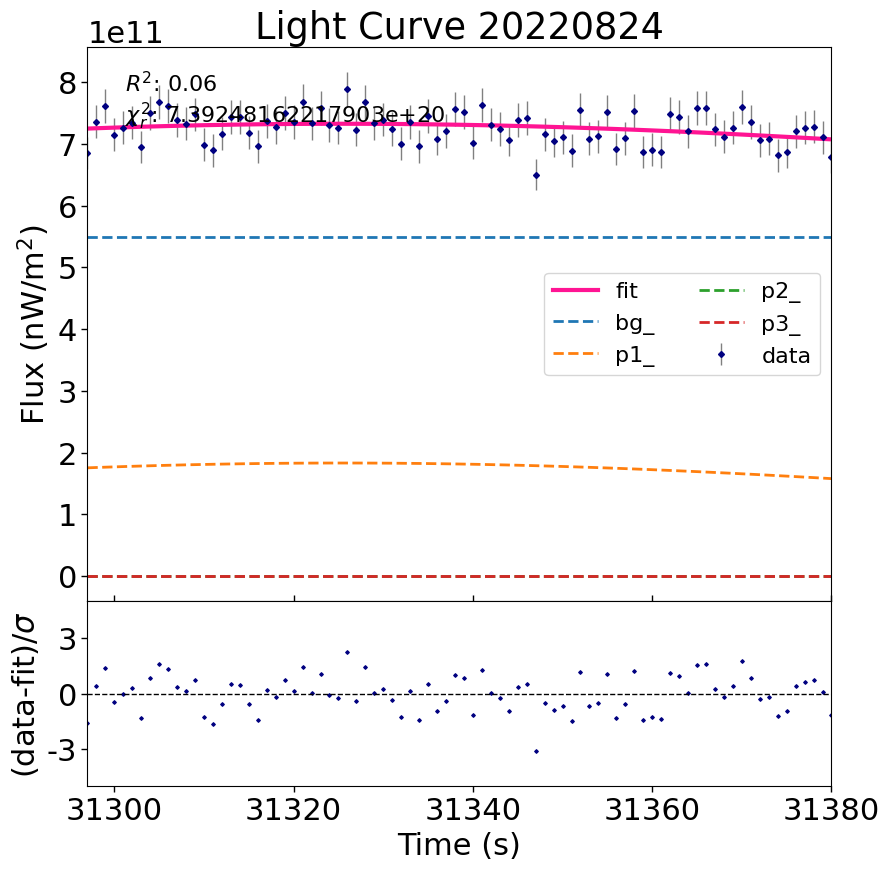 Light Curve 20220824
1e11
R²: 0.06
χ²ᵣ: 7.39248162217903e+20
8
7
6
5
4
3
2
1
0
Flux (nW/m²)
fit
bg_
p1_
p2_
p3_
data
3
0
-3
(data-fit)/σ
31300 31320 31340 31360 31380
Time (s)